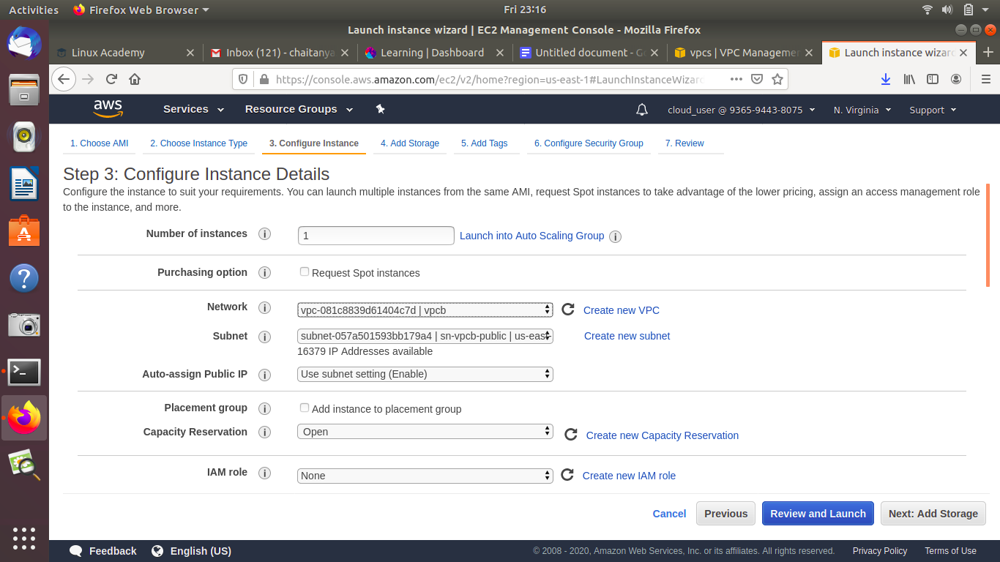 Activities Firefox Web Browser Fri 23:16
Launch instance wizard | EC2 Management Console - Mozilla Firefox
Linux Academy Inbox (121) - chaitanya Learning | Dashboard Untitled document - Go vpcs | VPC Managemen Launch instance wizard
https://console.aws.amazon.com/ec2/v2/home?region=us-east-1#LaunchInstanceWizard
aws Services Resource Groups cloud_user @ 9365-9443-8075 N. Virginia Support
1. Choose AMI 2. Choose Instance Type 3. Configure Instance 4. Add Storage 5. Add Tags 6. Configure Security Group 7. Review
Step 3: Configure Instance Details
Configure the instance to suit your requirements. You can launch multiple instances from the same AMI, request Spot instances to take advantage of the lower pricing, assign an access management role
to the instance, and more.
Number of instances i 1 Launch into Auto Scaling Group i
Purchasing option i Request Spot instances
Network i vpc-081c8839d61404c7d | vpcb Create new VPC
Subnet i subnet-057a501593bb179a4 | sn-vpcb-public | us-east- Create new subnet
16379 IP Addresses available
Auto-assign Public IP i Use subnet setting (Enable)
Placement group i Add instance to placement group
Capacity Reservation i Open Create new Capacity Reservation
IAM role i None Create new IAM role
Cancel Previous Review and Launch Next: Add Storage
Feedback English (US) © 2008 - 2020, Amazon Web Services, Inc. or its affiliates. All rights reserved. Privacy Policy Terms of Use